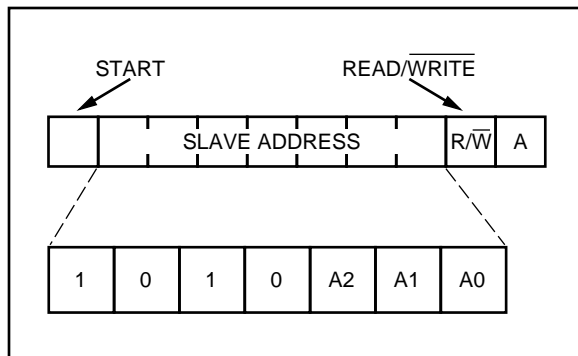 START READ/WRITE
SLAVE ADDRESS R/W A
1 0 1 0 A2 A1 A0